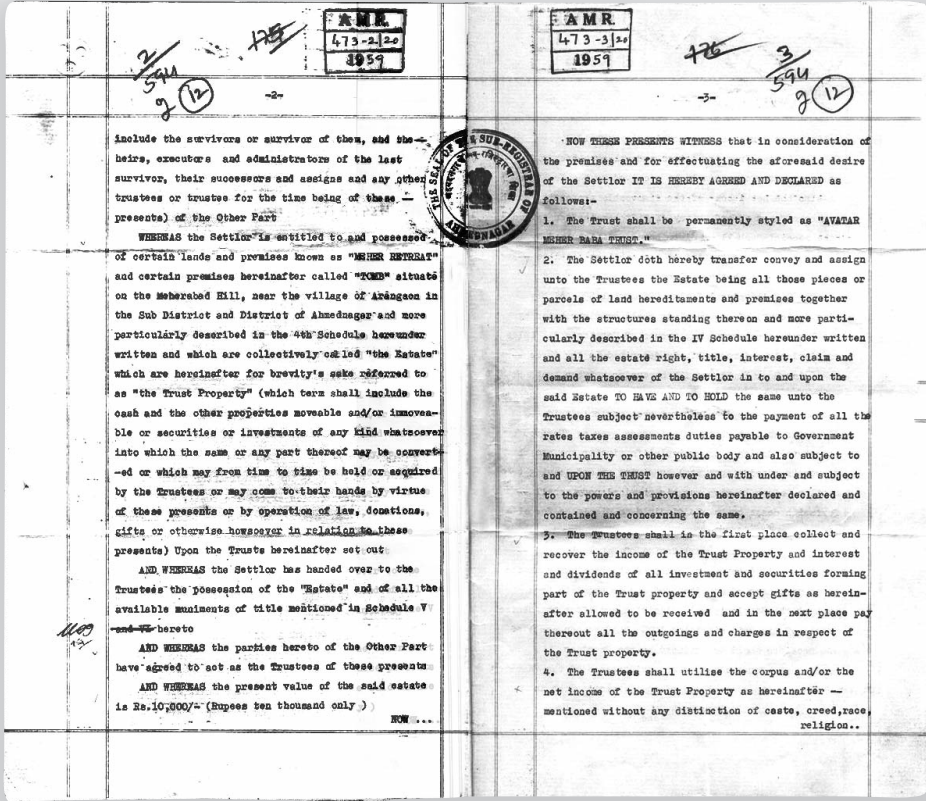 A M R.
473-2/20
1959
175
2/594
g (12)
-2-
include the survivors or survivor of them, and the—
heirs, executors and administrators of the last
survivor, their successors and assigns and any other
trustees or trustee for the time being of these —
presents) of the Other Part
WHEREAS the Settlor is entitled to and possessed
of certain lands and premises known as "MEHER RETREAT"
and certain premises hereinafter called "TOMB" situate
on the Meherabad Hill, near the village of Arangaon in
the Sub District and District of Ahmednagar and more
particularly described in the 4th Schedule hereunder
written and which are collectively called "the Estate"
which are hereinafter for brevity's sake referred to
as "the Trust Property" (which term shall include the
cash and the other properties moveable and/or immovea-
ble or securities or investments of any kind whatsoever
into which the same or any part thereof may be convert-
-ed or which may from time to time be held or acquired
by the Trustees or may come to their hands by virtue
of these presents or by operation of law, donations,
gifts or otherwise howsoever in relation to these
presents) Upon the Trusts hereinafter set out
AND WHEREAS the Settlor has handed over to the
Trustees the possession of the "Estate" and of all the
available muniments of title mentioned in Schedule V
and VI hereto
AND WHEREAS the parties hereto of the Other Part
have agreed to act as the Trustees of these presents
AND WHEREAS the present value of the said estate
is Rs.10,000/- (Rupees ten thousand only )
NOW ...
THE SEAL OF THE SUB-REGISTRAR OF
AHMEDNAGAR
A M R.
473-3/20
1959
175
3/594
g (12)
-3-
NOW THESE PRESENTS WITNESS that in consideration of
the premises and for effectuating the aforesaid desire
of the Settlor IT IS HEREBY AGREED AND DECLARED as
follows:-
1. The Trust shall be permanently styled as "AVATAR
MEHER BABA TRUST."
2. The Settlor doth hereby transfer convey and assign
unto the Trustees the Estate being all those pieces or
parcels of land hereditaments and premises together
with the structures standing thereon and more parti-
cularly described in the IV Schedule hereunder written
and all the estate right, title, interest, claim and
demand whatsoever of the Settlor in to and upon the
said Estate TO HAVE AND TO HOLD the same unto the
Trustees subject nevertheless to the payment of all the
rates taxes assessments duties payable to Government
Municipality or other public body and also subject to
and UPON THE TRUST however and with under and subject
to the powers and provisions hereinafter declared and
contained and concerning the same.
3. The Trustees shall in the first place collect and
recover the income of the Trust Property and interest
and dividends of all investment and securities forming
part of the Trust property and accept gifts as herein-
after allowed to be received and in the next place pay
thereout all the outgoings and charges in respect of
the Trust property.
4. The Trustees shall utilise the corpus and/or the
net income of the Trust Property as hereinafter —
mentioned without any distinction of caste, creed,race,
religion..